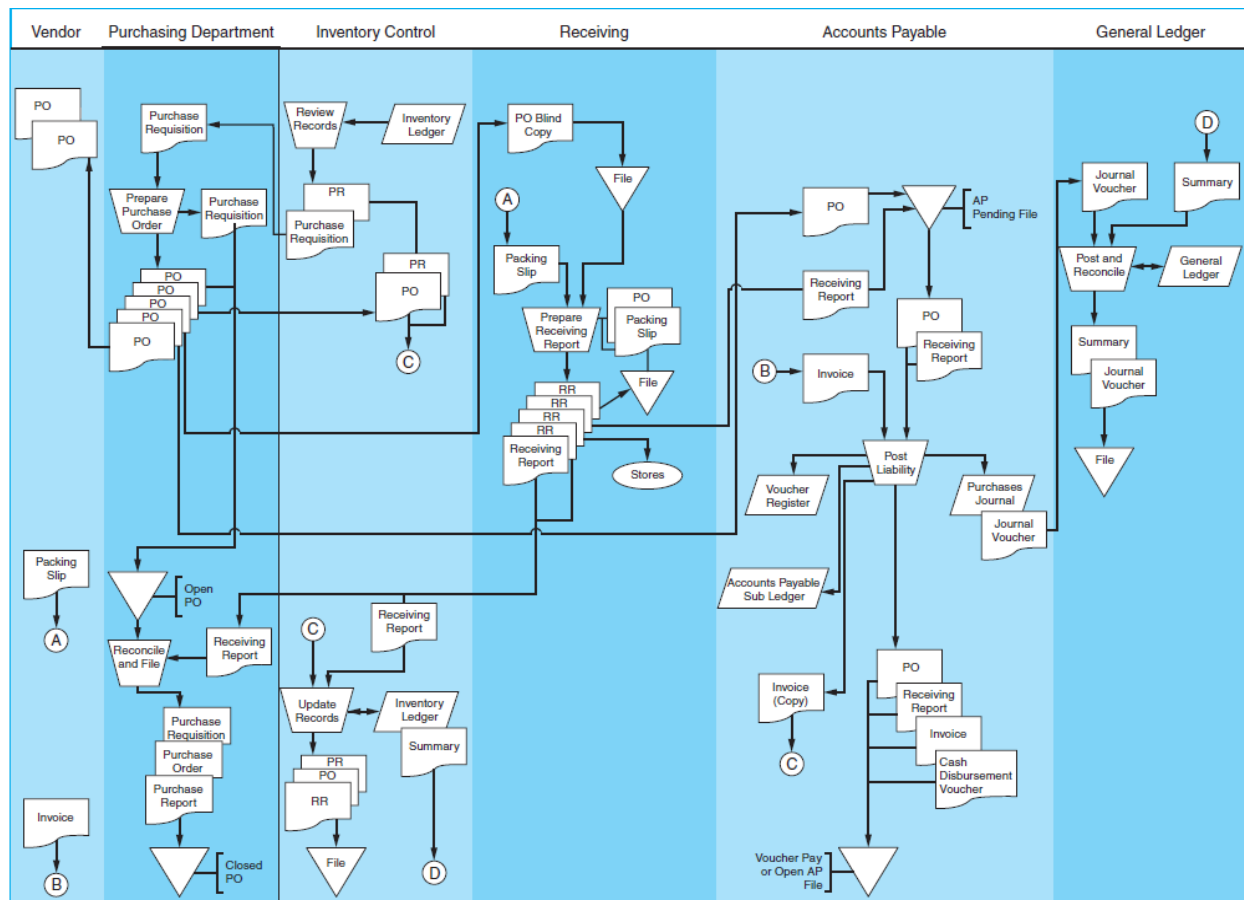 Vendor
Purchasing Department
Inventory Control
Receiving
Accounts Payable
General Ledger
PO
PO
Purchase
Requisition
Prepare
Purchase
Order
Purchase
Requisition
PO
PO
PO
PO
PO
Packing
Slip
A
Open
PO
Reconcile
and File
Receiving
Report
Purchase
Requisition
Purchase
Order
Purchase
Report
Closed
PO
Invoice
B
Review
Records
Inventory
Ledger
PR
Purchase
Requisition
PR
PO
C
C
Receiving
Report
Update
Records
Inventory
Ledger
Summary
PR
PO
RR
File
D
PO Blind
Copy
File
A
Packing
Slip
Prepare
Receiving
Report
PO
Packing
Slip
File
RR
RR
RR
RR
Receiving
Report
Stores
PO
AP
Pending File
Receiving
Report
PO
Receiving
Report
B
Invoice
Post
Liability
Voucher
Register
Purchases
Journal
Journal
Voucher
Accounts Payable
Sub Ledger
Invoice
(Copy)
C
PO
Receiving
Report
Invoice
Cash
Disbursement
Voucher
Voucher Pay
or Open AP
File
D
Journal
Voucher
Summary
Post and
Reconcile
General
Ledger
Summary
Journal
Voucher
File